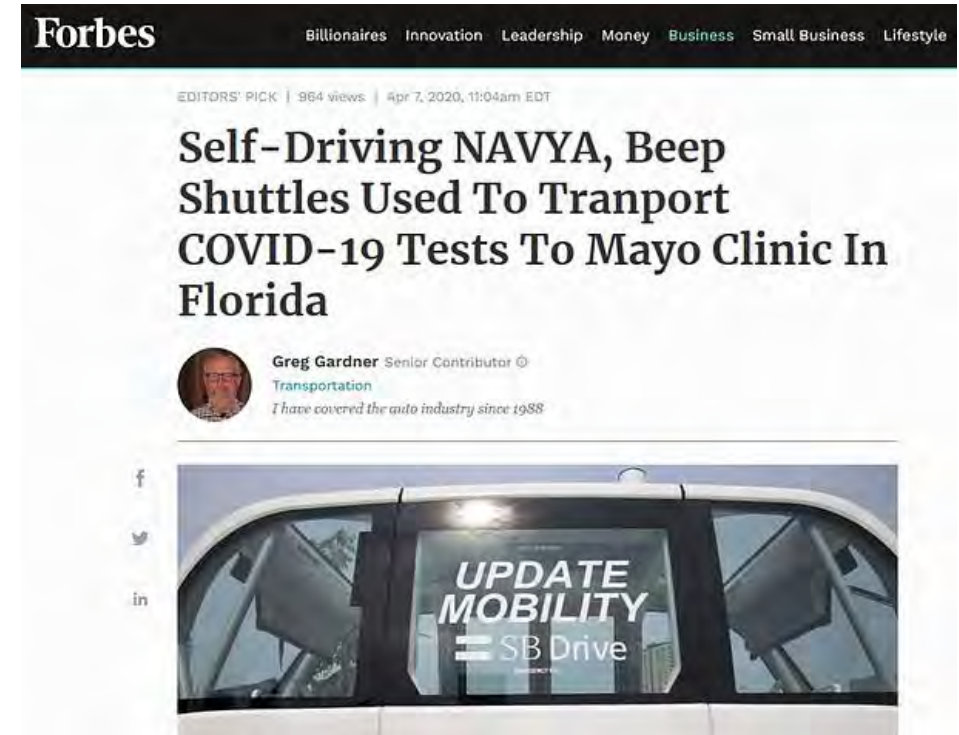 Forbes
Billionaires Innovation Leadership Money Business Small Business Lifestyle
EDITORS' PICK | 964 views | Apr 7, 2020, 11:04am EDT
Self-Driving NAVYA, Beep
Shuttles Used To Tranport
COVID-19 Tests To Mayo Clinic In
Florida
Greg Gardner Senior Contributor
Transportation
I have covered the auto industry since 1988
f
in
UPDATE
MOBILITY
SB Drive